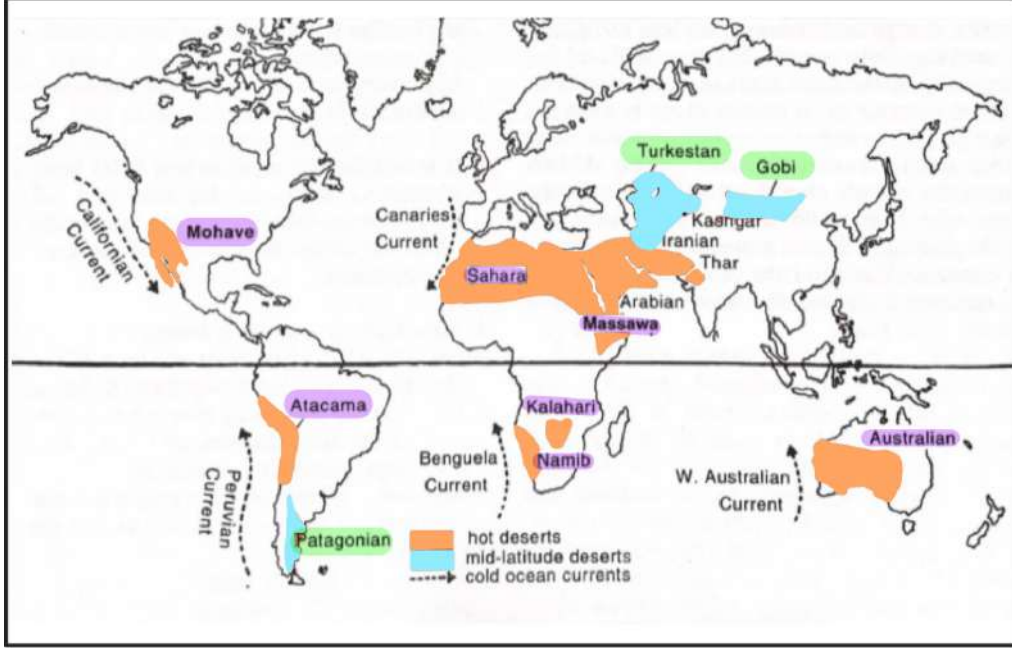 Turkestan
Gobi
Californian
Current
Mohave
Canaries
Current
Kashgar
Iranian
Thar
Sahara
Arabian
Massawa
Atacama
Kalahari
Australian
Peruvian
Current
Benguela
Current
Namib
W. Australian
Current
Patagonian
hot deserts
mid-latitude deserts
cold ocean currents